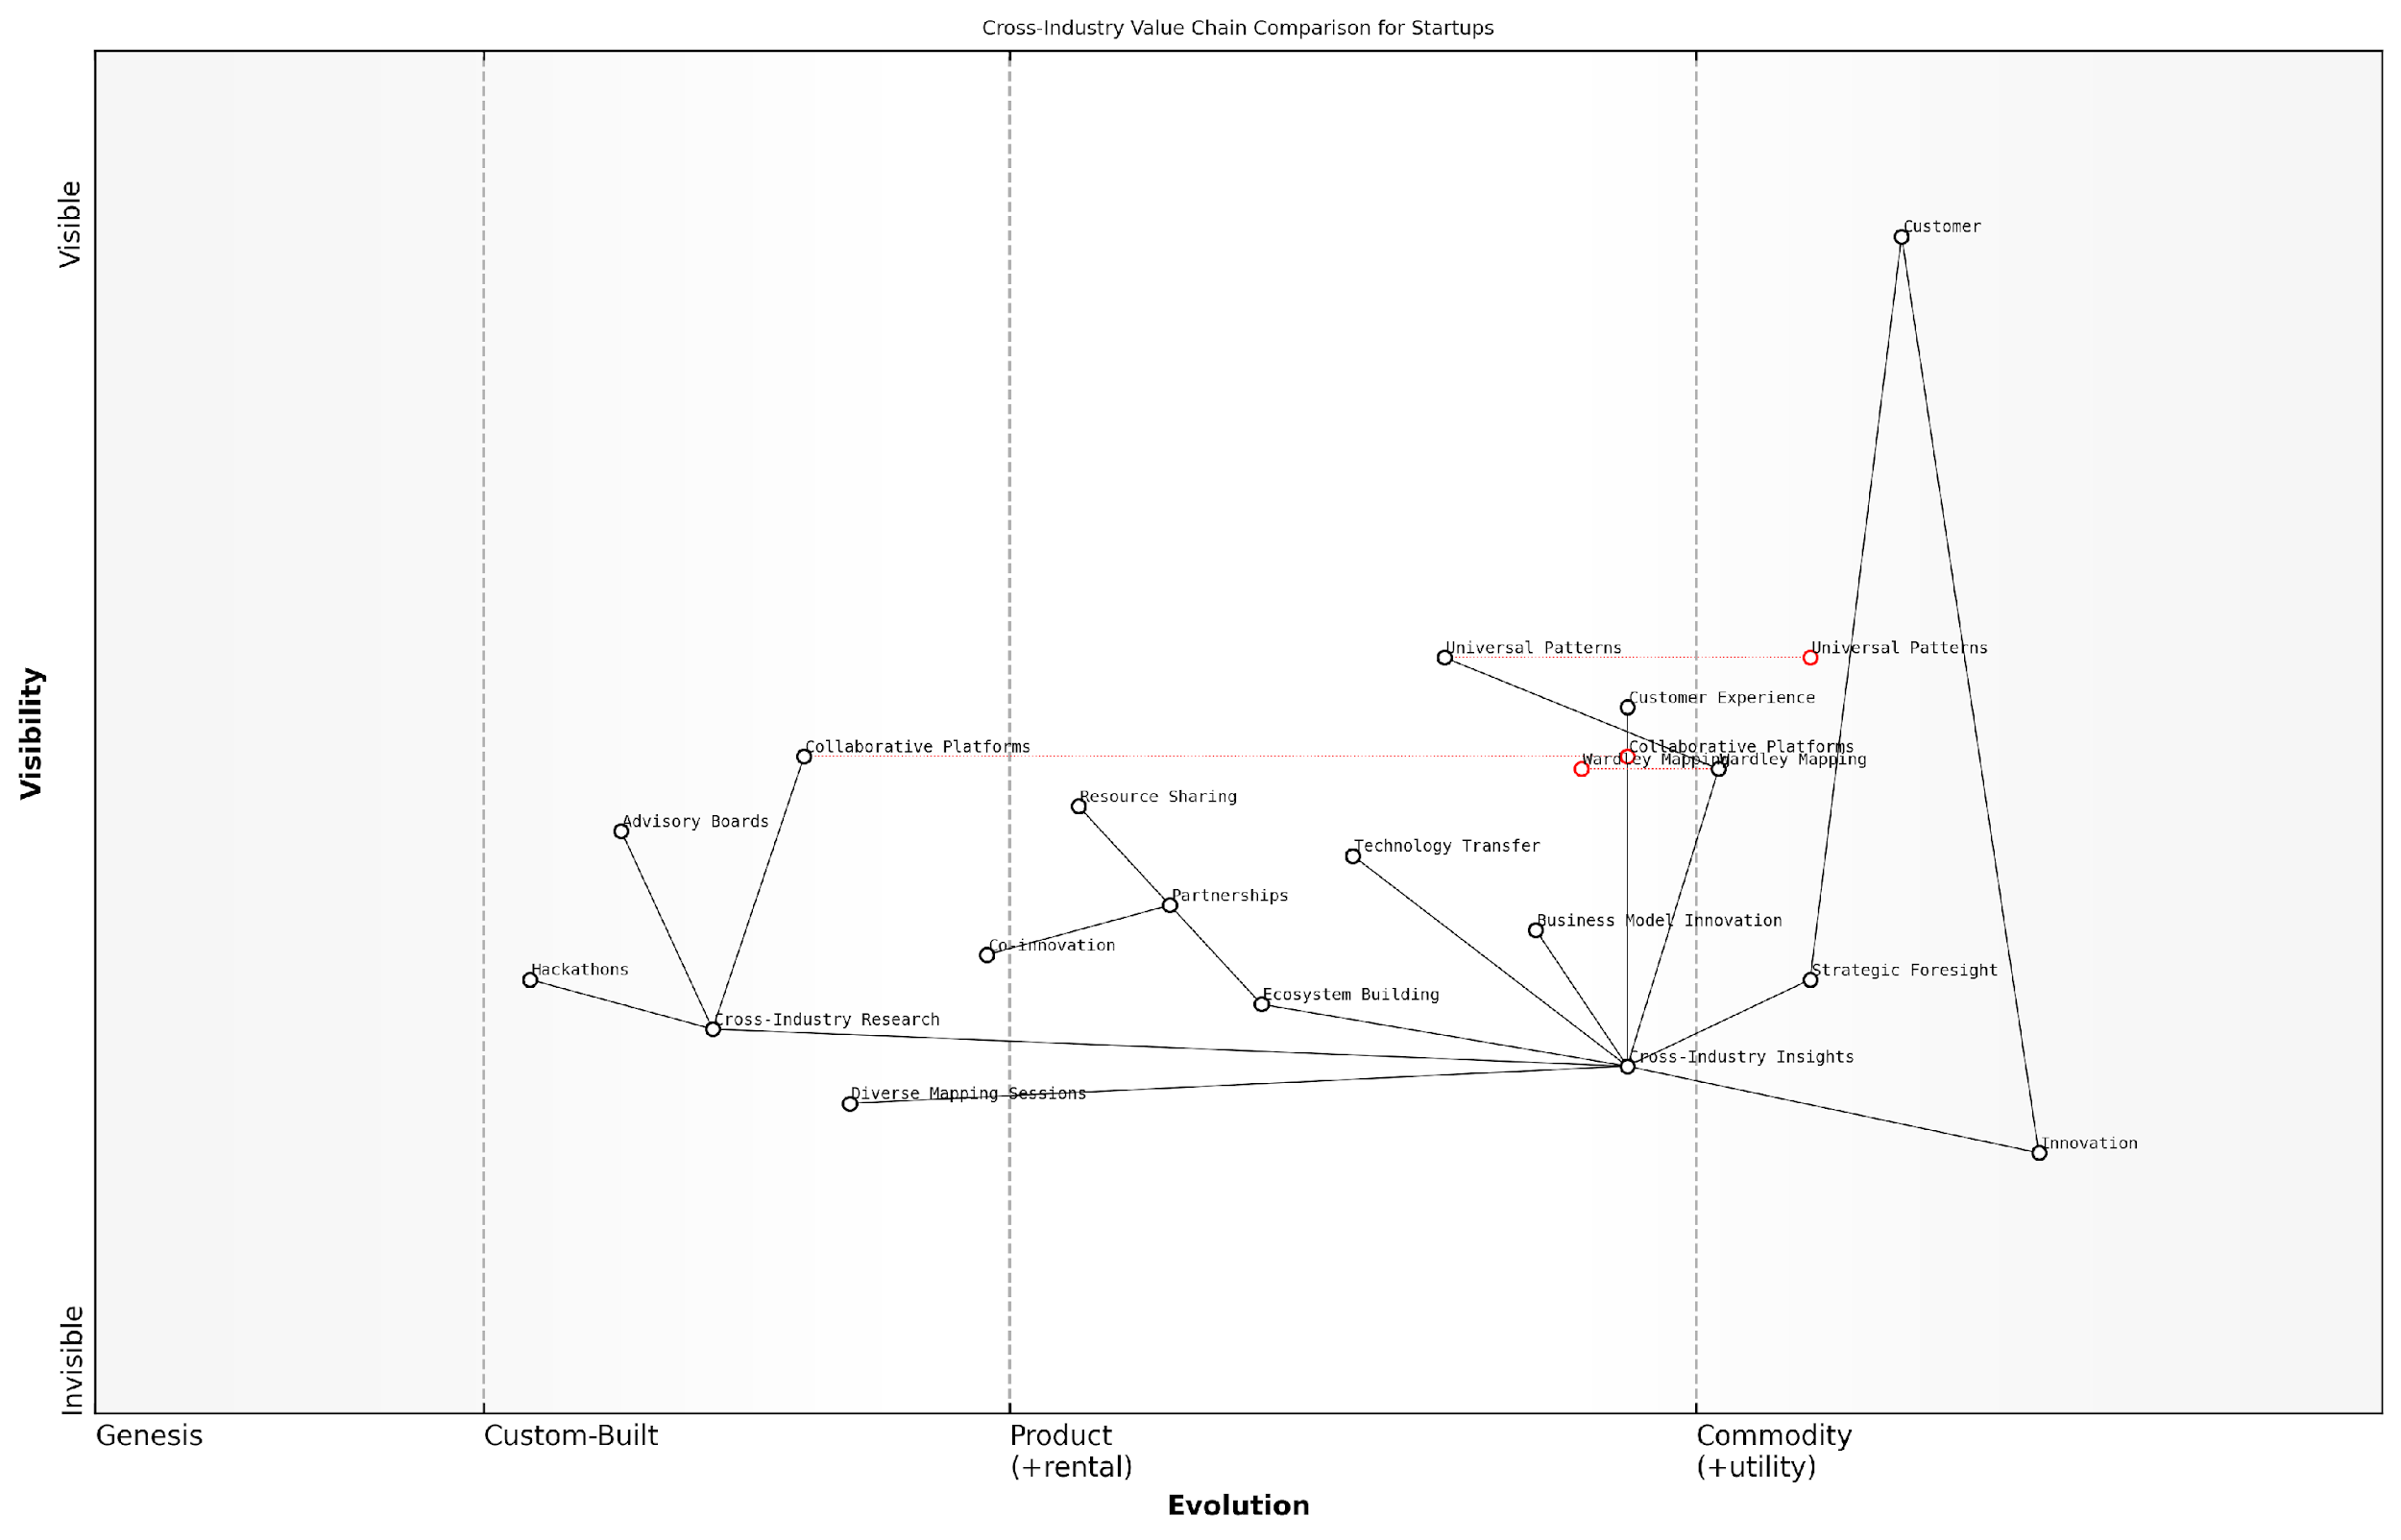 Cross-Industry Value Chain Comparison for Startups
Visible
Customer
Universal Patterns
Universal Patterns
Customer Experience
Collaborative Platforms
Collaborative Platforms
Wardley Mapping
Wardley Mapping
Resource Sharing
Advisory Boards
Technology Transfer
Partnerships
Business Model Innovation
Co-innovation
Hackathons
Strategic Foresight
Ecosystem Building
Cross-Industry Research
Cross-Industry Insights
Diverse Mapping Sessions
Innovation
Visibility
Invisible
Genesis
Custom-Built
Product
(+rental)
Commodity
(+utility)
Evolution